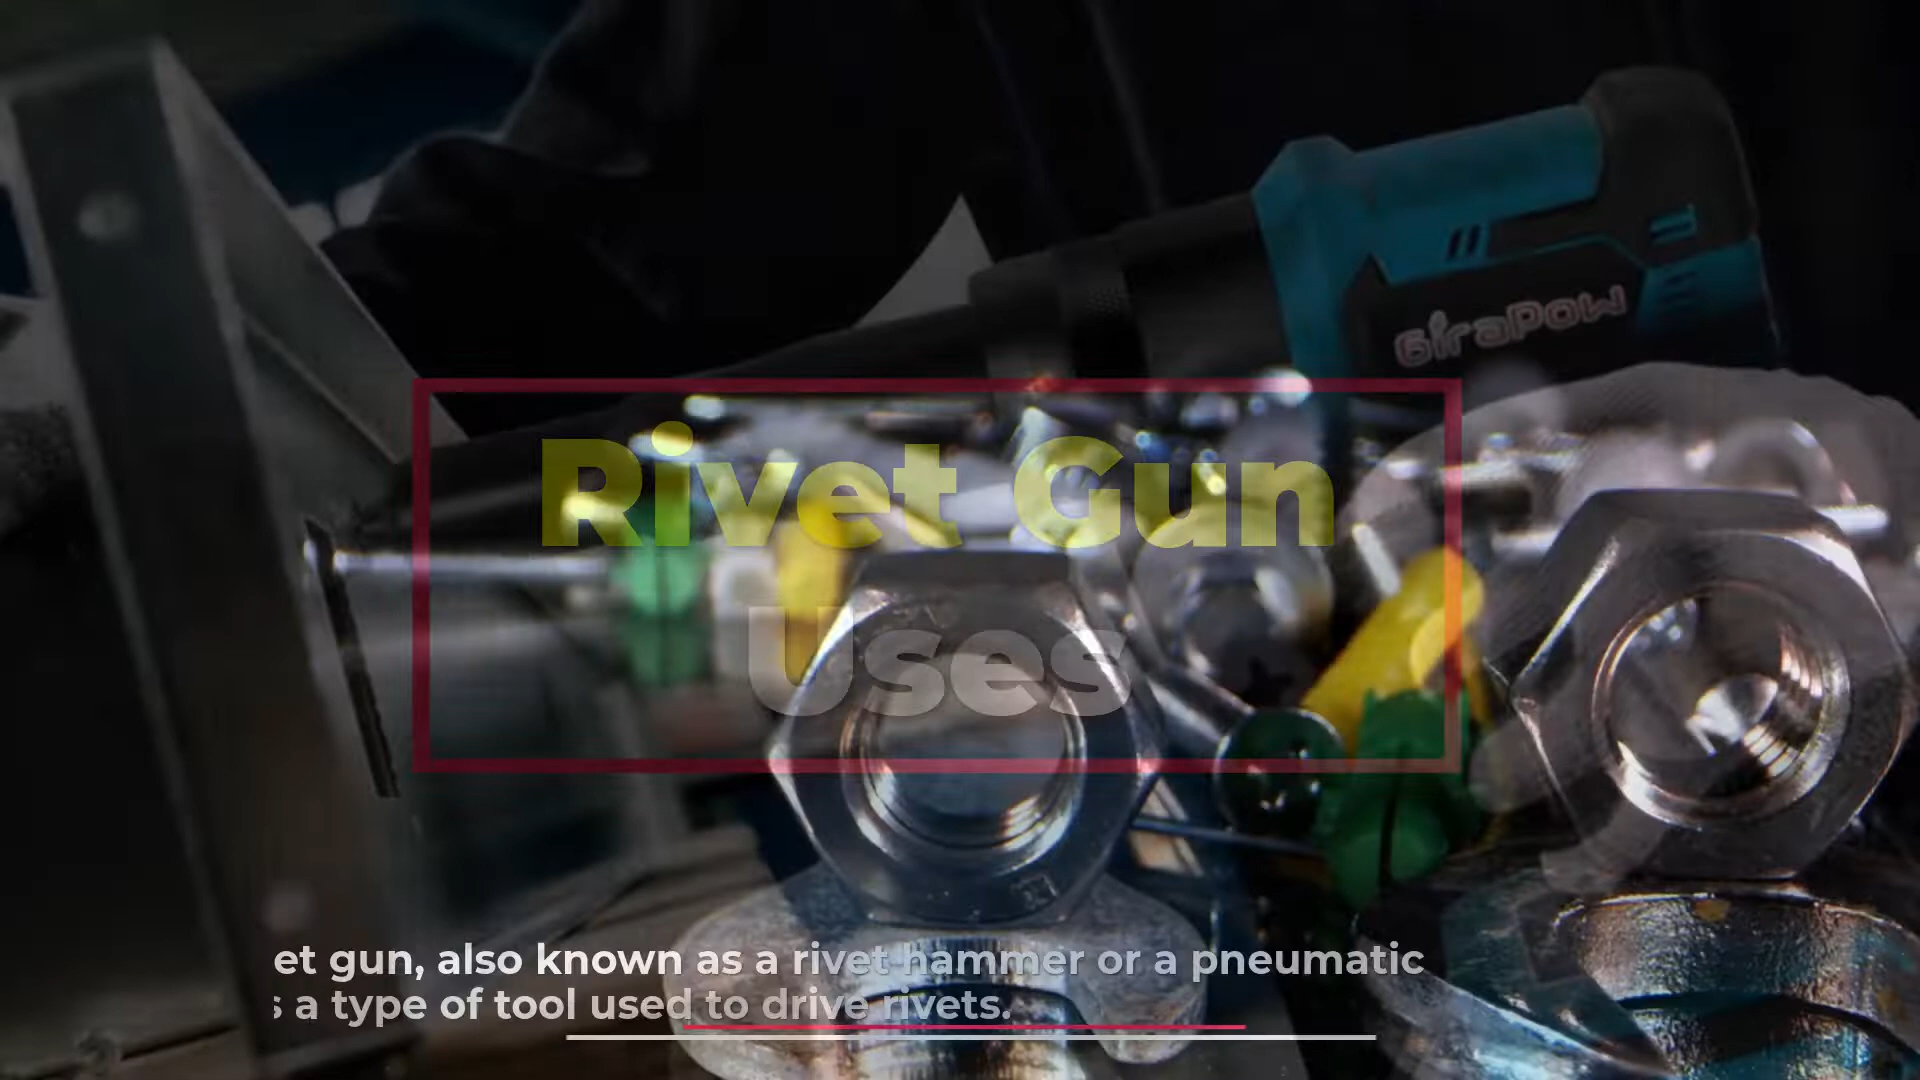 GiraPow
Rivet Gun
Uses
et gun, also known as a rivet hammer or a pneumatic
s a type of tool used to drive rivets.